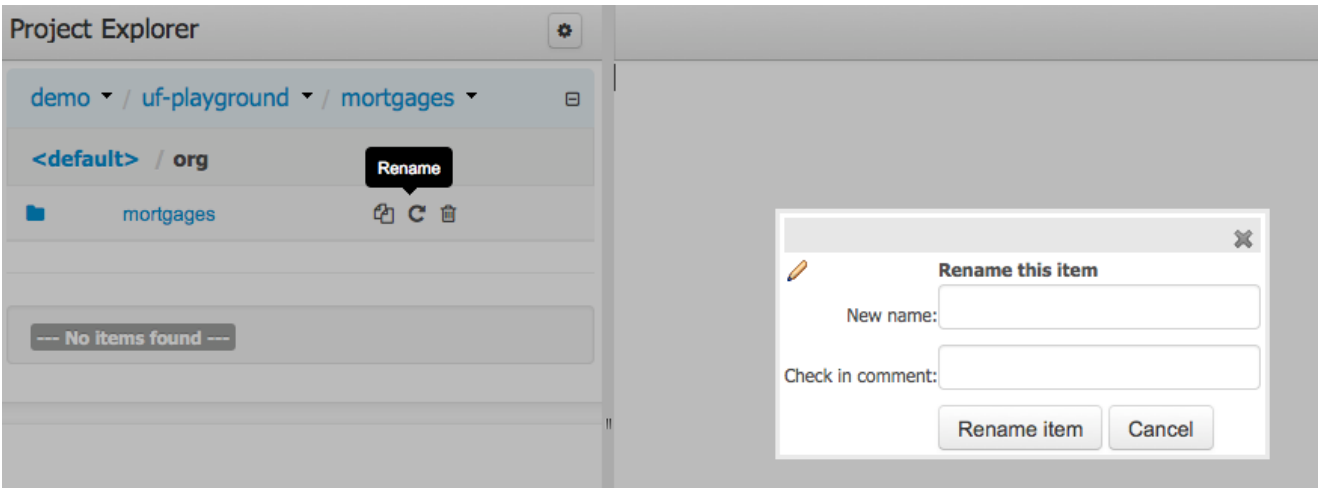 Project Explorer
demo / uf-playground / mortgages
<default> / org
Rename
mortgages
--- No items found ---
Rename this item
New name:
Check in comment:
Rename item Cancel